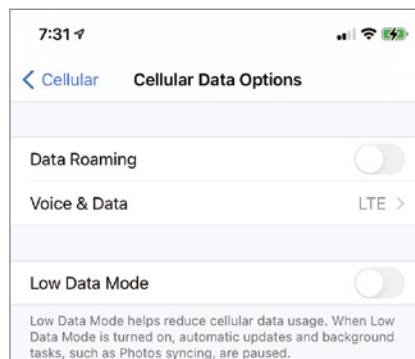 7:31
Cellular
Cellular Data Options
Data Roaming
Voice & Data
LTE
Low Data Mode
Low Data Mode helps reduce cellular data usage. When Low
Data Mode is turned on, automatic updates and background
tasks, such as Photos syncing, are paused.